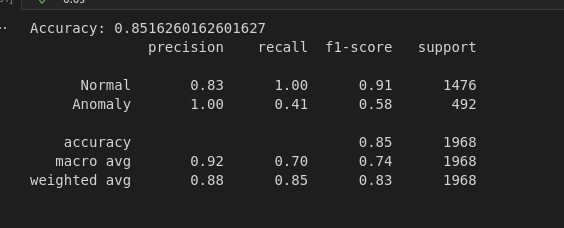 Accuracy: 0.8516260162601627
precision recall f1-score support
Normal 0.83 1.00 0.91 1476
Anomaly 1.00 0.41 0.58 492
accuracy 0.85 1968
macro avg 0.92 0.70 0.74 1968
weighted avg 0.88 0.85 0.83 1968